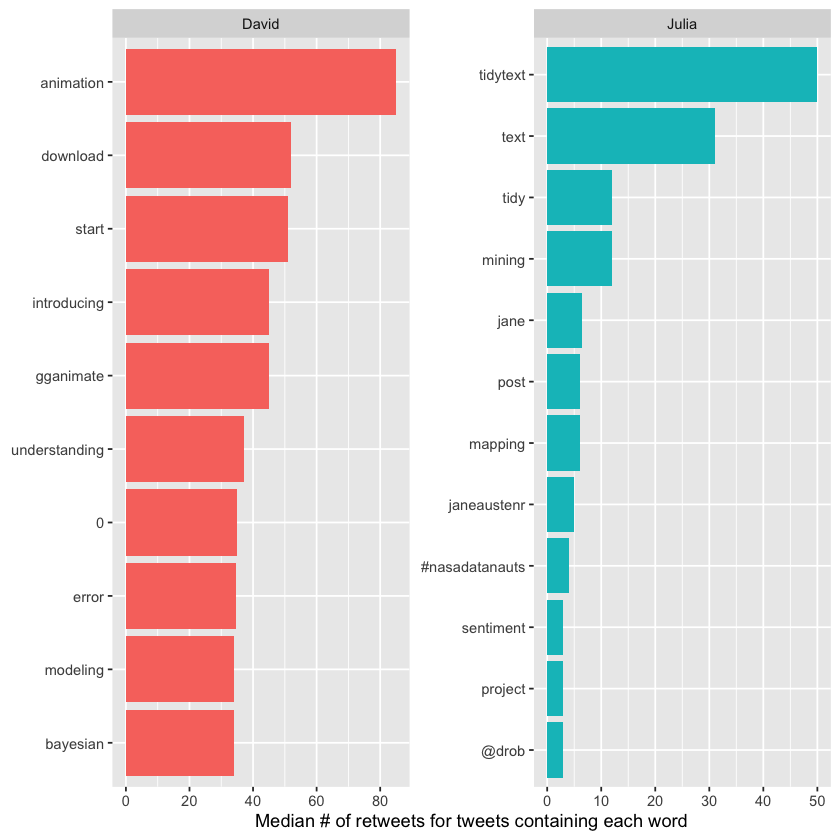 David
animation
download
start
introducing
gganimate
understanding
0
error
modeling
bayesian
0 20 40 60 80
Julia
tidytext
text
tidy
mining
jane
post
mapping
janeaustenr
#nasadatanauts
sentiment
project
@drob
0 10 20 30 40 50
Median # of retweets for tweets containing each word